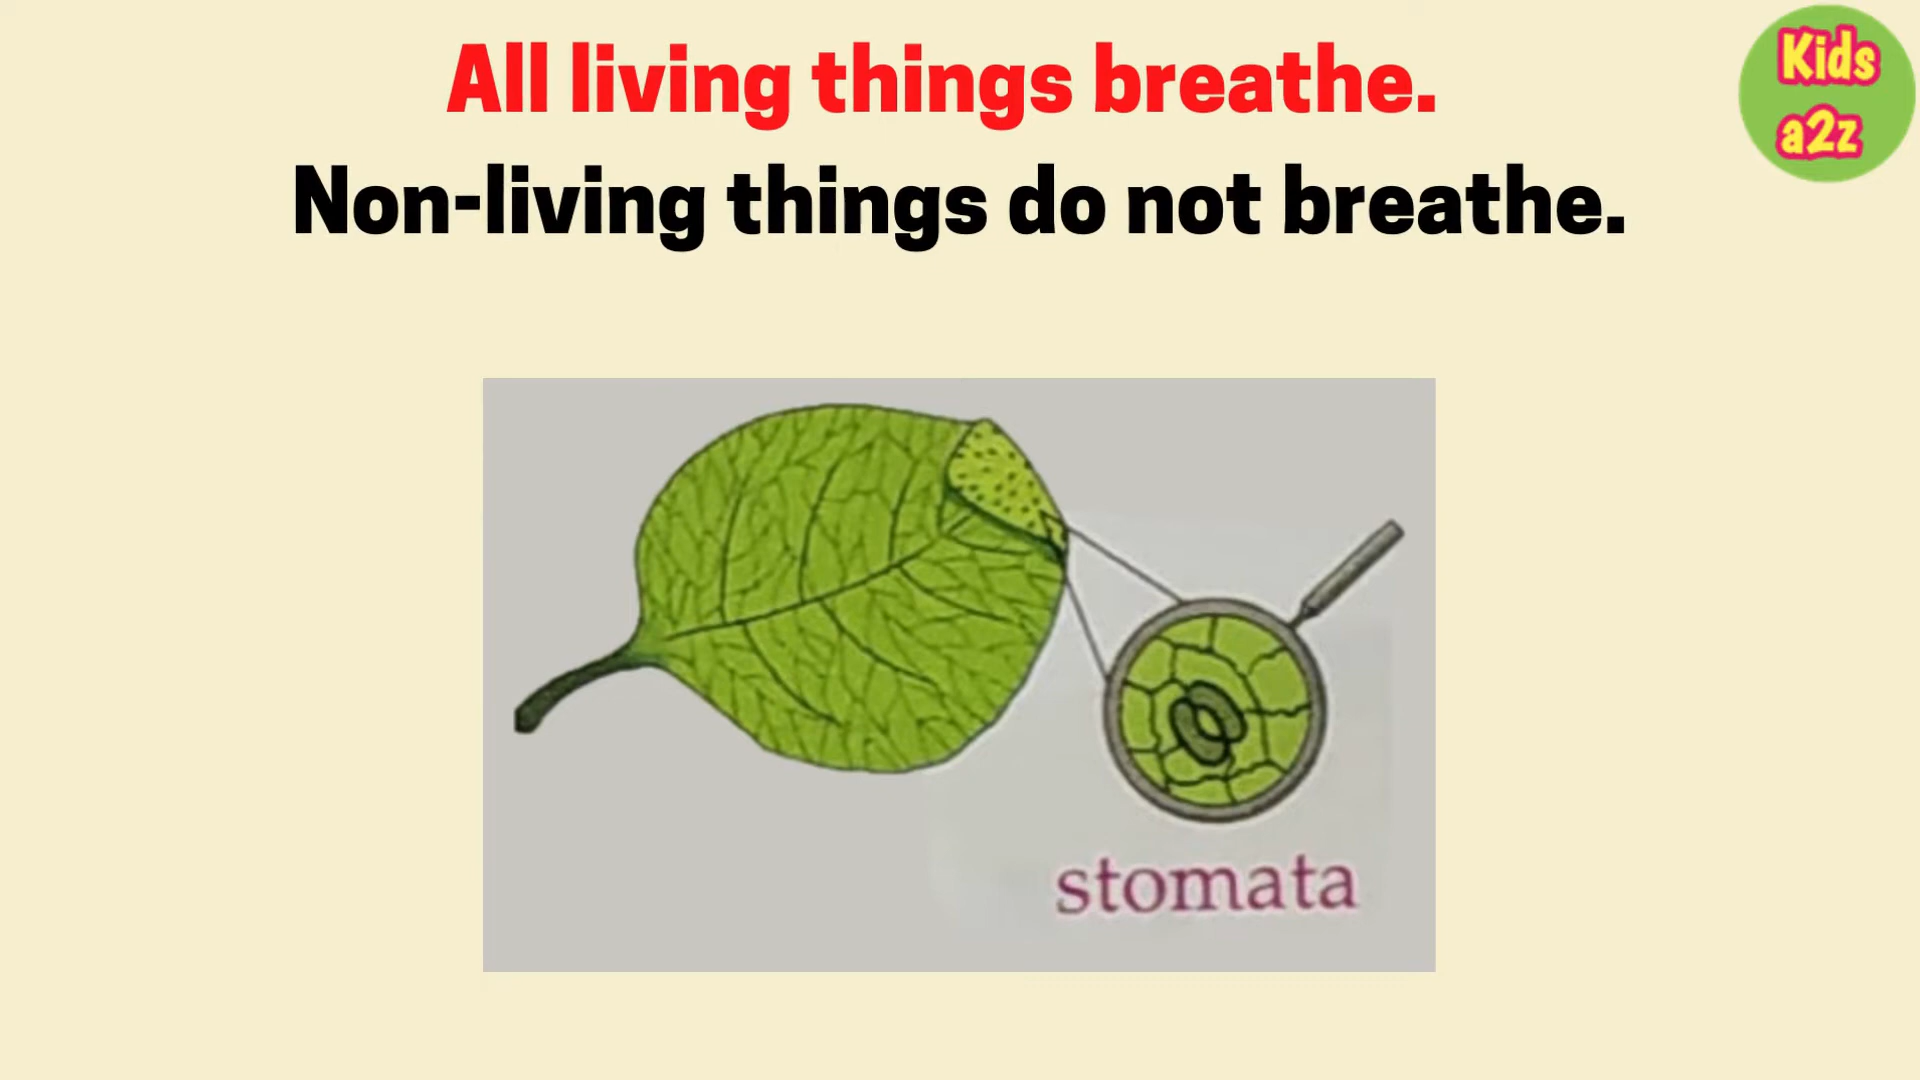 All living things breathe.
Non-living things do not breathe.
Kids
a2z
stomata